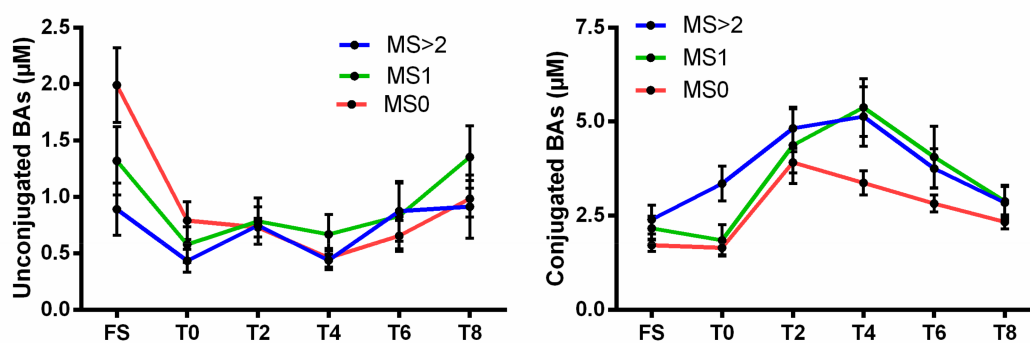 Unconjugated BAs (µM)
2.5
2.0
1.5
1.0
0.5
0.0
MS>2
MS1
MS0
FS T0 T2 T4 T6 T8
Conjugated BAs (µM)
7.5
5.0
2.5
0.0
MS>2
MS1
MS0
FS T0 T2 T4 T6 T8